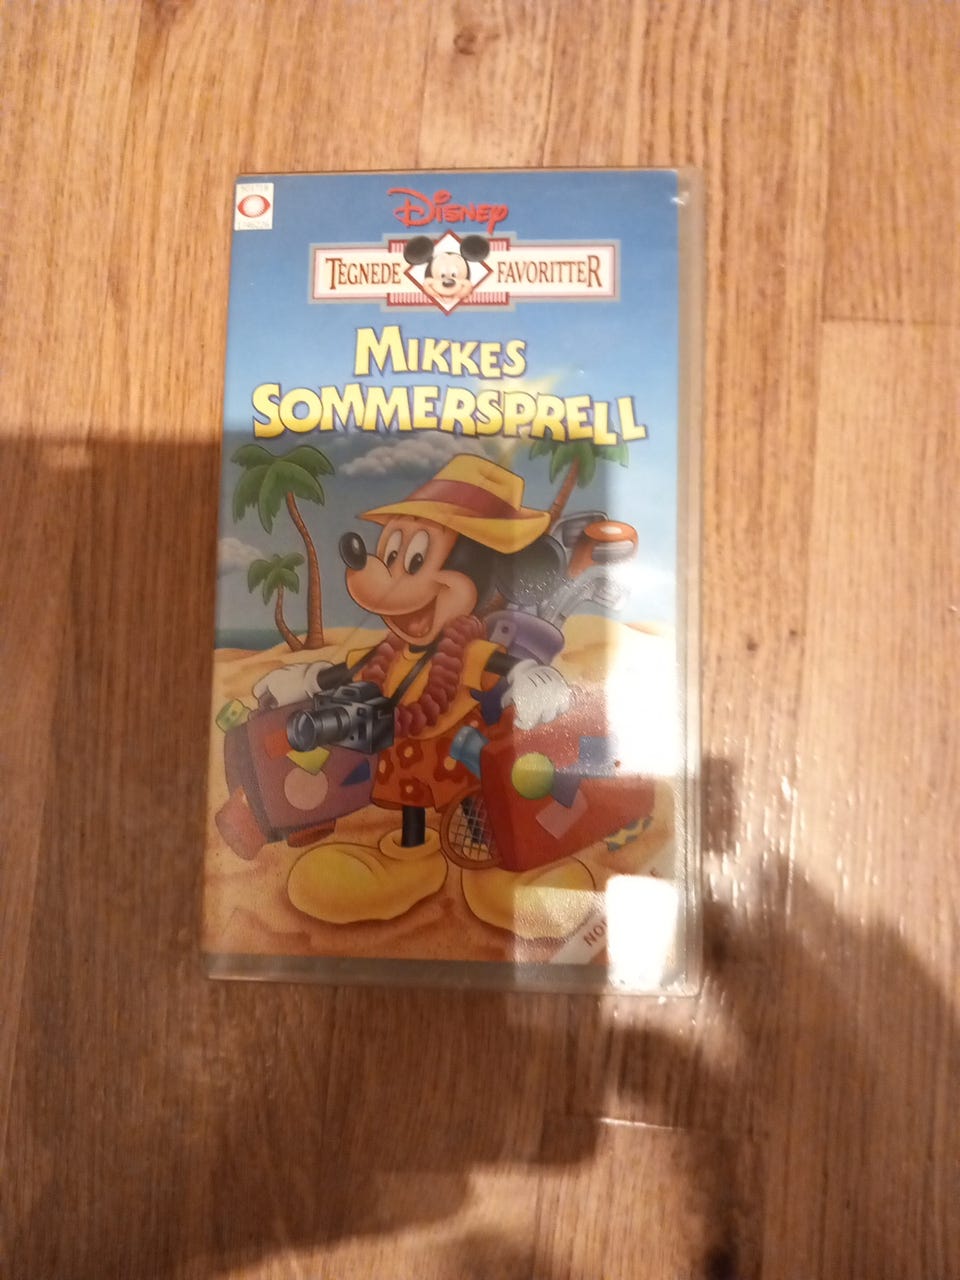 Disney
TEGNEDE FAVORITTER
MIKKES
SOMMERSPRELL